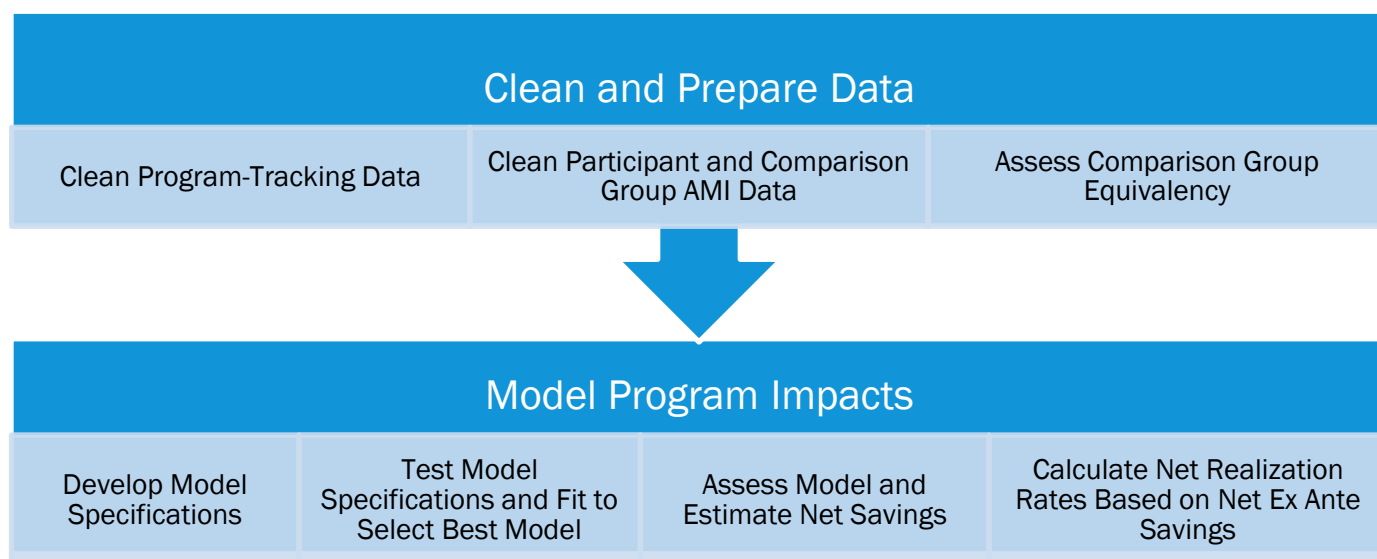 Clean and Prepare Data
Clean Program-Tracking Data
Clean Participant and Comparison
Group AMI Data
Assess Comparison Group
Equivalency
Model Program Impacts
Develop Model
Specifications
Test Model
Specifications and Fit to
Select Best Model
Assess Model and
Estimate Net Savings
Calculate Net Realization
Rates Based on Net Ex Ante
Savings